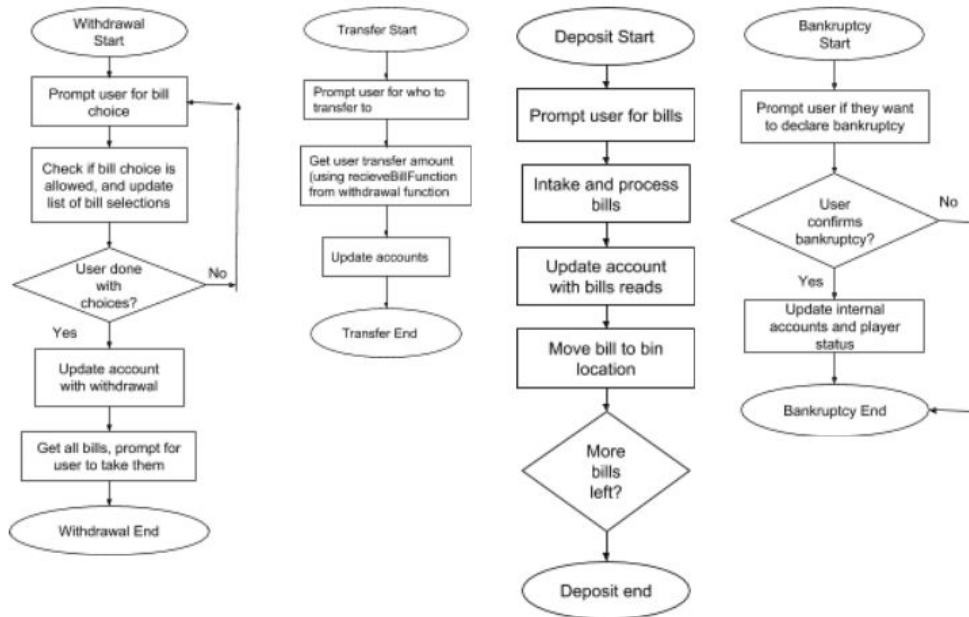 Withdrawal
Start
Prompt user for bill
choice
Check if bill choice is
allowed, and update
list of bill selections
User done
with
choices?
No
Yes
Update account
with withdrawal
Get all bills, prompt for
user to take them
Withdrawal End
Transfer Start
Prompt user for who to
transfer to
Get user transfer amount
(using recieveBillFunction
from withdrawal function
Update accounts
Transfer End
Deposit Start
Prompt user for bills
Intake and process
bills
Update account
with bills reads
Move bill to bin
location
More
bills
left?
Deposit end
Bankruptcy
Start
Prompt user if they want
to declare bankruptcy
User
confirms
bankruptcy?
No
Yes
Update internal
accounts and player
status
Bankruptcy End